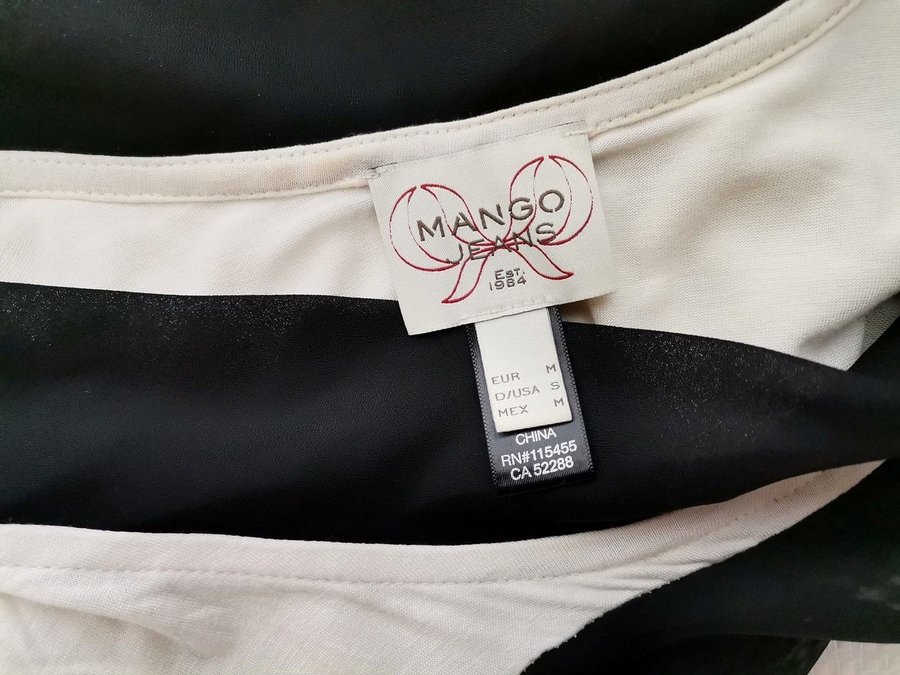 MANGO
JEANS
Est.
1984
EUR M
D/USA S
MEX M
CHINA
RN#115455
CA 52288